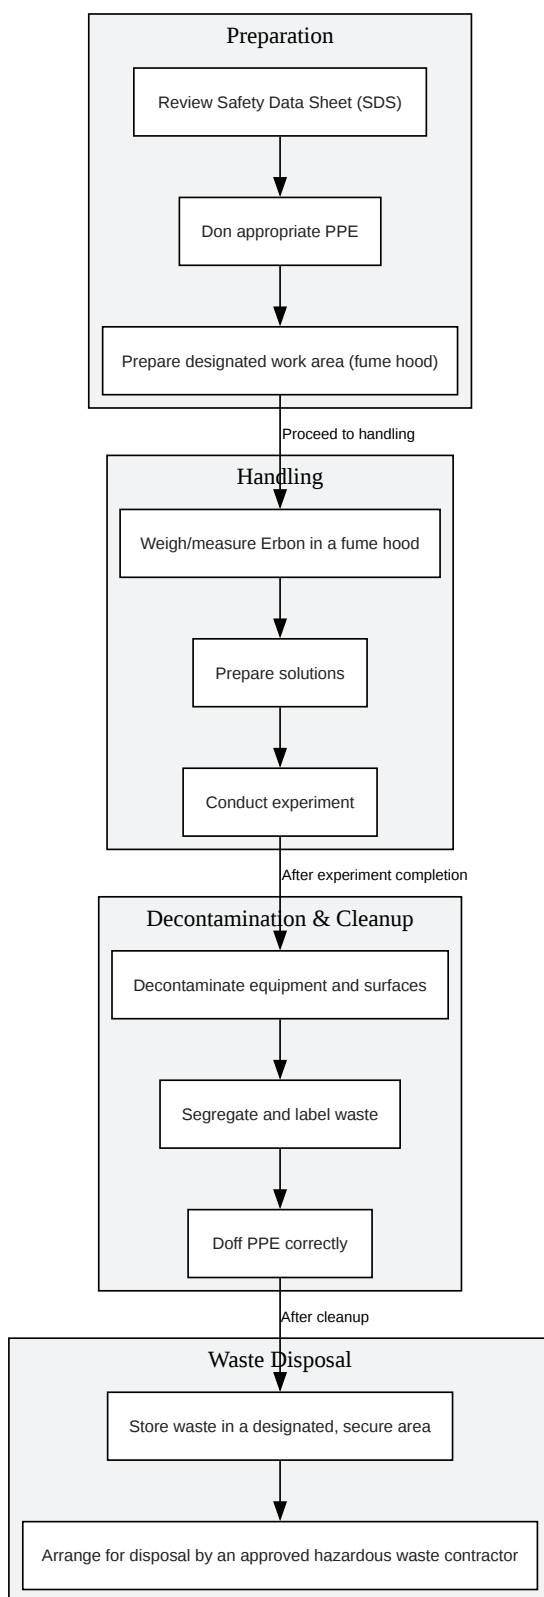 Preparation
Review Safety Data Sheet (SDS)
Don appropriate PPE
Prepare designated work area (fume hood)
Proceed to handling
Handling
Weigh/measure Erbon in a fume hood
Prepare solutions
Conduct experiment
After experiment completion
Decontamination & Cleanup
Decontaminate equipment and surfaces
Segregate and label waste
Doff PPE correctly
After cleanup
Waste Disposal
Store waste in a designated, secure area
Arrange for disposal by an approved hazardous waste contractor